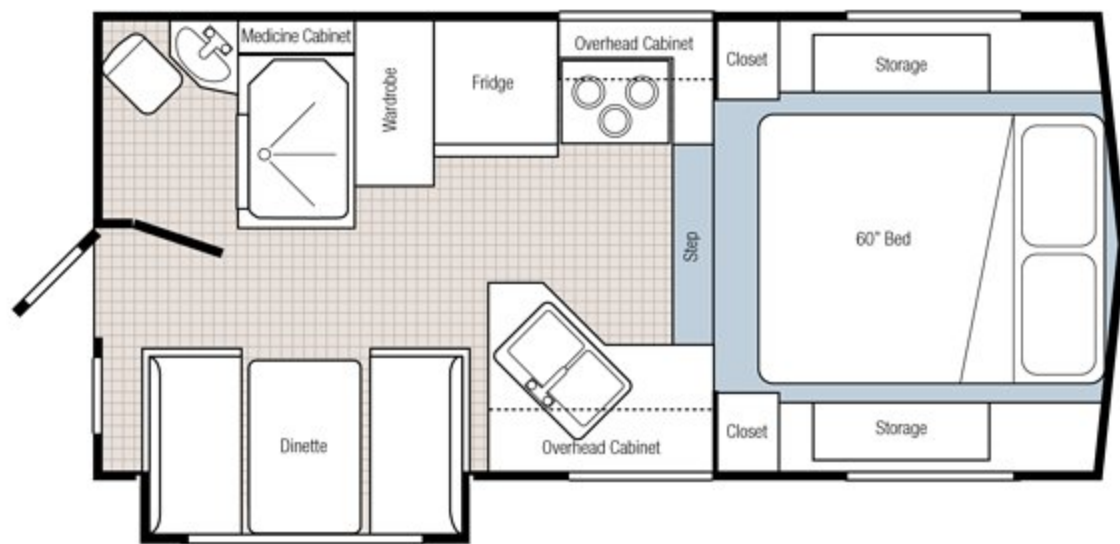 Medicine Cabinet
Overhead Cabinet
Closet
Storage
Wardrobe
Fridge
Step
60" Bed
Dinette
Overhead Cabinet
Closet
Storage